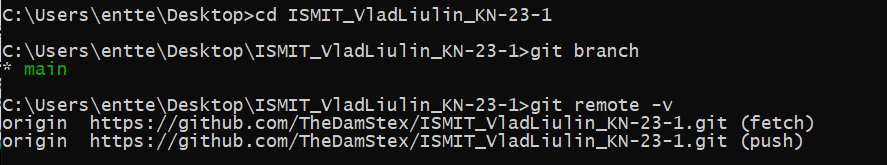 C:\Users\entte\Desktop>cd ISMIT_VladLiulin_KN-23-1
C:\Users\entte\Desktop\ISMIT_VladLiulin_KN-23-1>git branch
* main
C:\Users\entte\Desktop\ISMIT_VladLiulin_KN-23-1>git remote -v
origin  https://github.com/TheDamStex/ISMIT_VladLiulin_KN-23-1.git (fetch)
origin  https://github.com/TheDamStex/ISMIT_VladLiulin_KN-23-1.git (push)